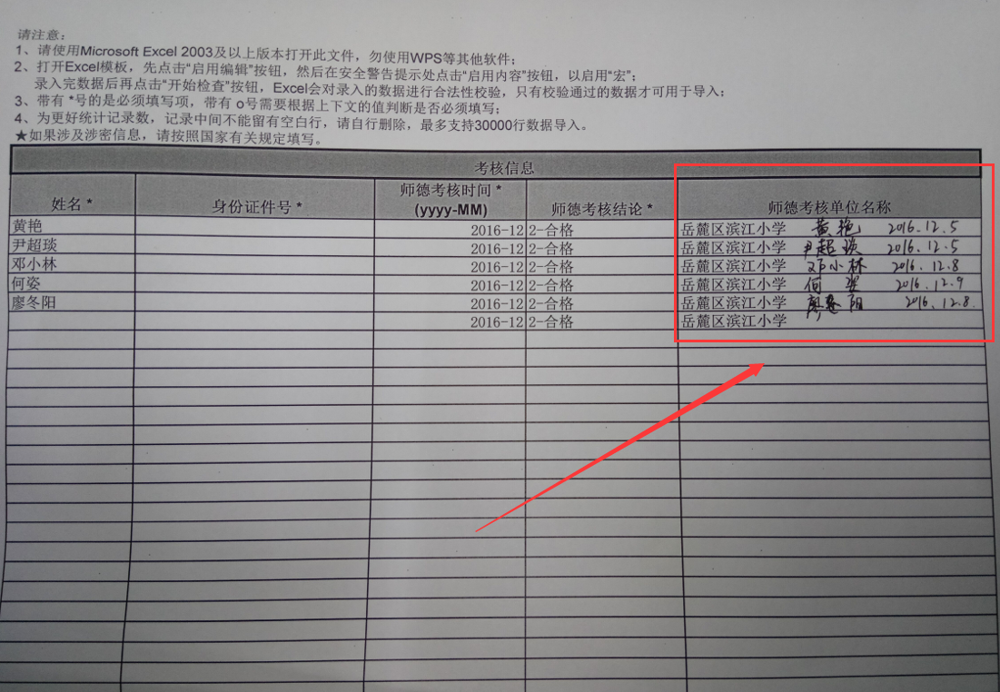 请注意：
1、请使用Microsoft Excel 2003及以上版本打开此文件，勿使用WPS等其他软件；
2、打开Excel模板，先点击“启用编辑”按钮，然后在安全警告提示处点击“启用内容”按钮，以启用“宏”；
录入完数据后再点击“开始检查”按钮，Excel会对录入的数据进行合法性校验，只有校验通过的数据才可用于导入；
3、带有 *号的是必须填写项，带有 o号需要根据上下文的值判断是否必须填写；
4、为更好统计记录数，记录中间不能留有空白行，请自行删除，最多支持30000行数据导入。
★如果涉及涉密信息，请按照国家有关规定填写。
考核信息
姓名* 身份证件号* 师德考核时间* (yyyy-MM) 师德考核结论* 师德考核单位名称
黄艳 2016-12 2-合格 岳麓区滨江小学 黄艳 2016.12.5
尹超琰 2016-12 2-合格 岳麓区滨江小学 尹超琰 2016.12.5
邓小林 2016-12 2-合格 岳麓区滨江小学 邓小林 2016.12.8
何姿 2016-12 2-合格 岳麓区滨江小学 何姿 2016.12.9
廖冬阳 2016-12 2-合格 岳麓区滨江小学 廖冬阳 2016.12.8.
2016-12 2-合格 岳麓区滨江小学